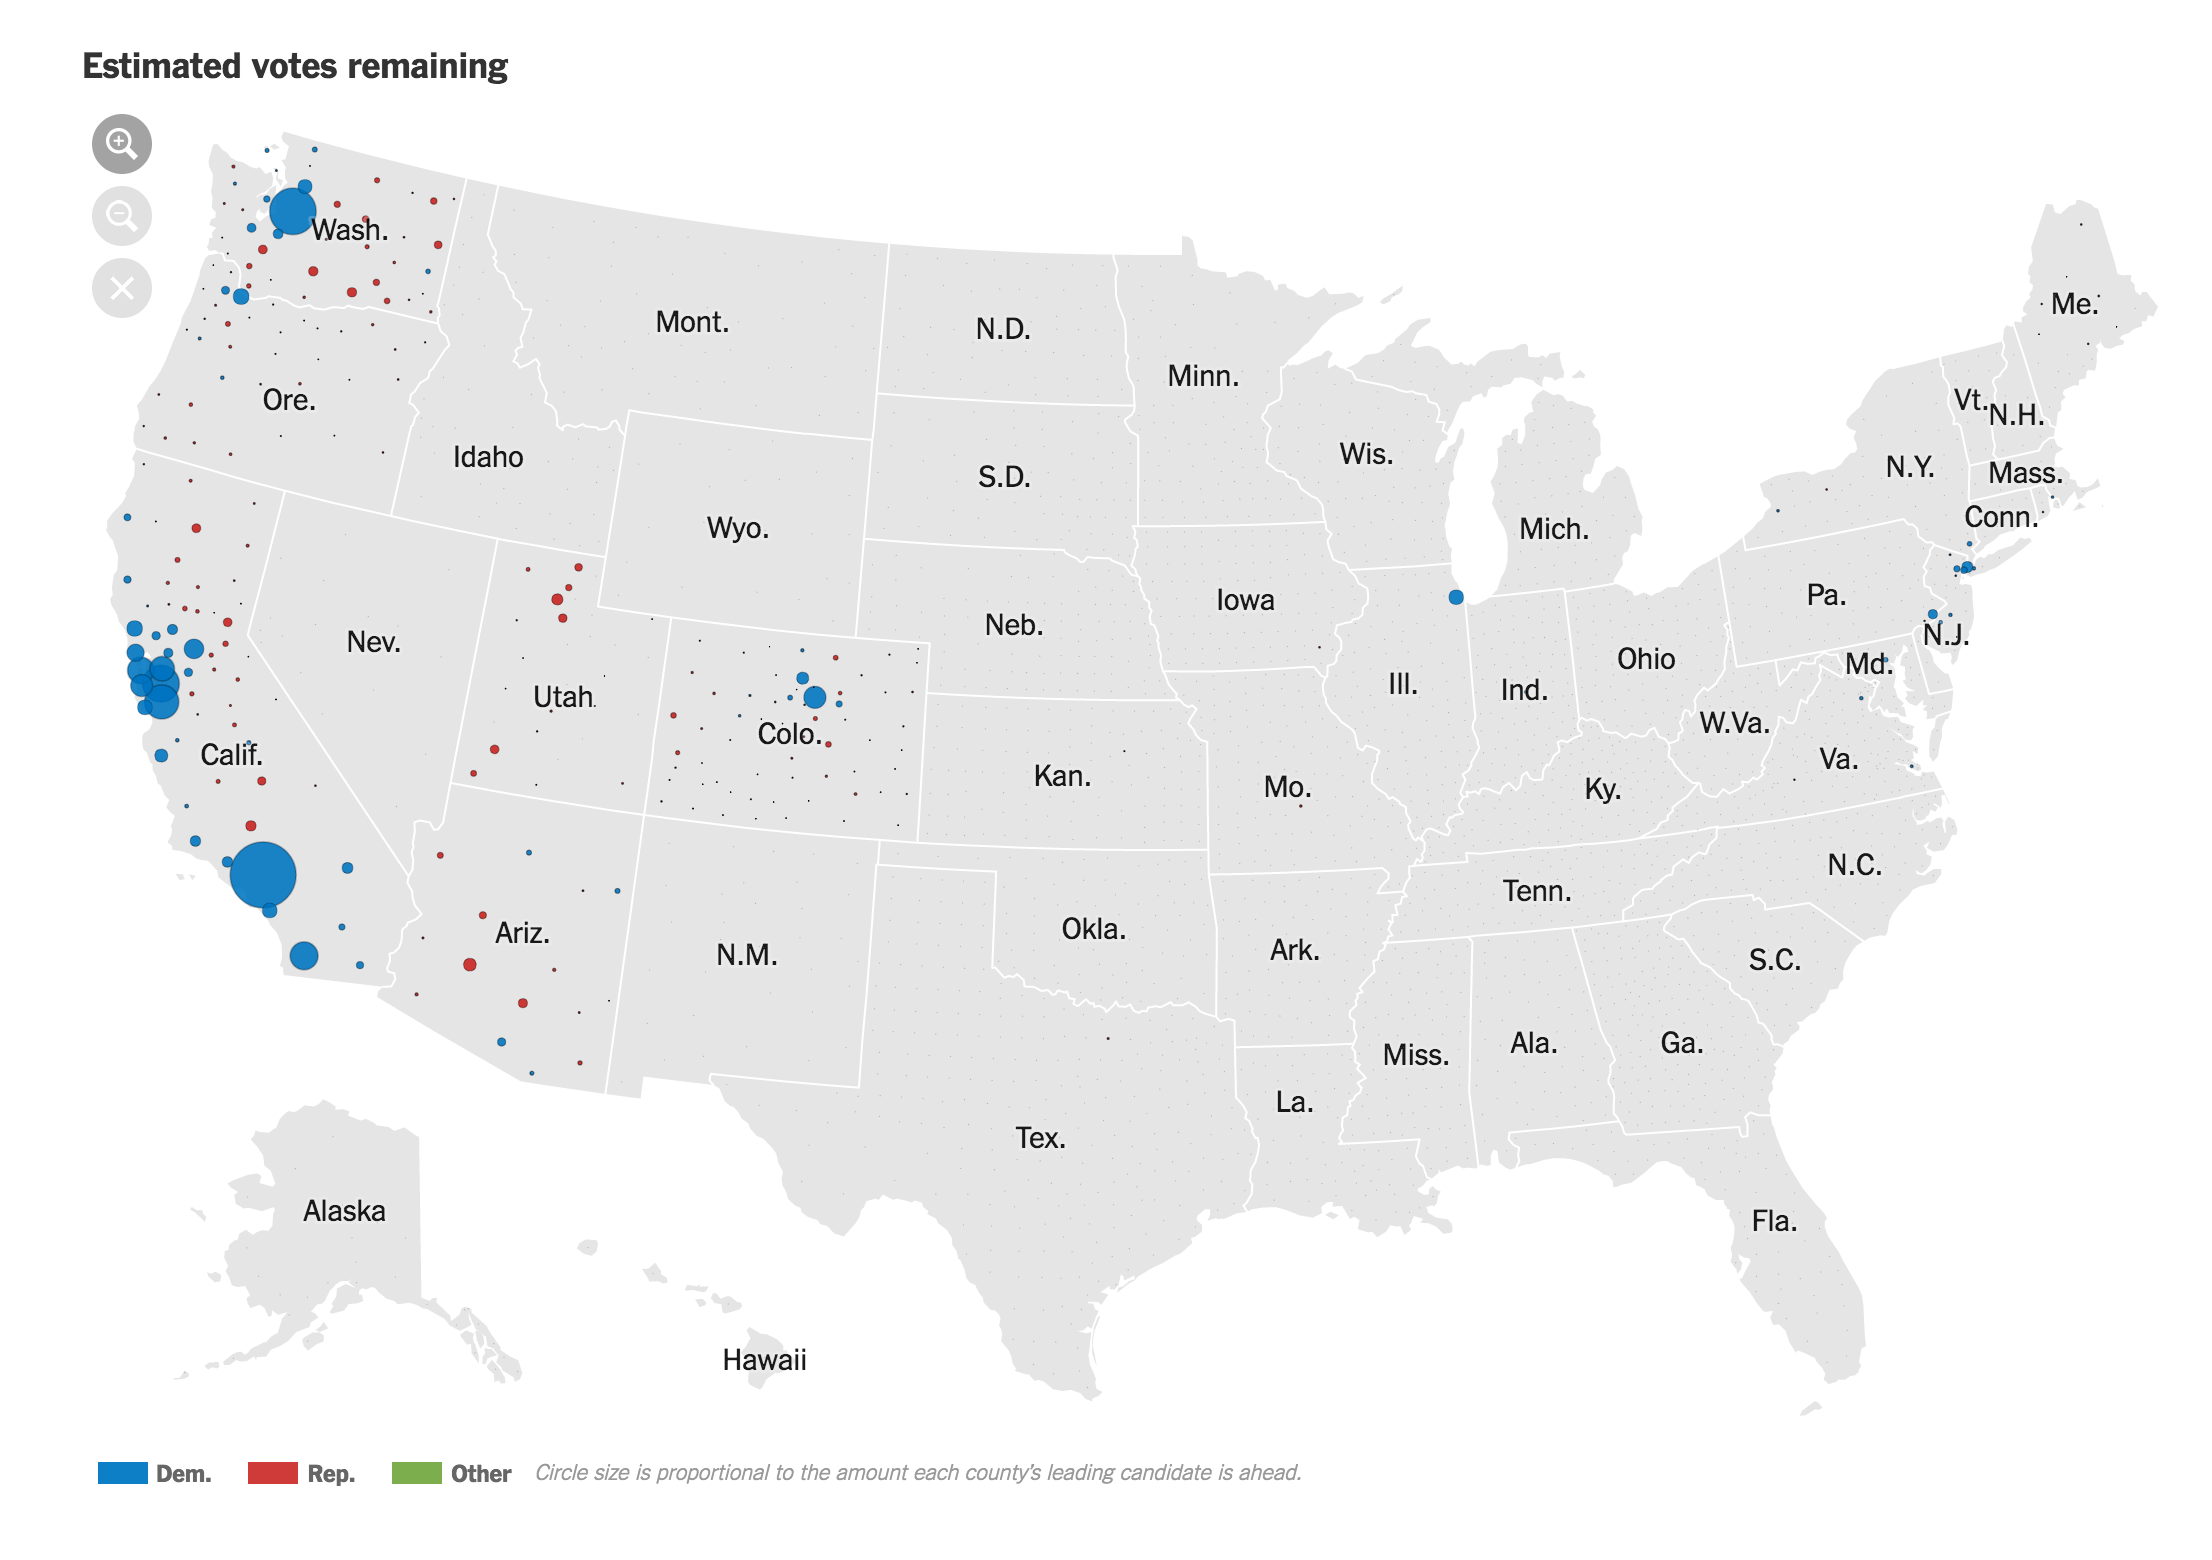 Estimated votes remaining
Wash.
Mont.
N.D.
Minn.
Me.
Ore.
Vt.
N.H.
Idaho
S.D.
Wis.
N.Y.
Mass.
Wyo.
Mich.
Conn.
Iowa
Pa.
Neb.
Nev.
Ohio
N.J.
Utah
Ill.
Ind.
Md.
Calif.
Colo.
W.Va.
Kan.
Mo.
Ky.
Va.
Ariz.
N.M.
Okla.
Ark.
Tenn.
N.C.
S.C.
Miss.
Ala.
Ga.
La.
Tex.
Alaska
Fla.
Hawaii
Dem. Rep. Other Circle size is proportional to the amount each county's leading candidate is ahead.